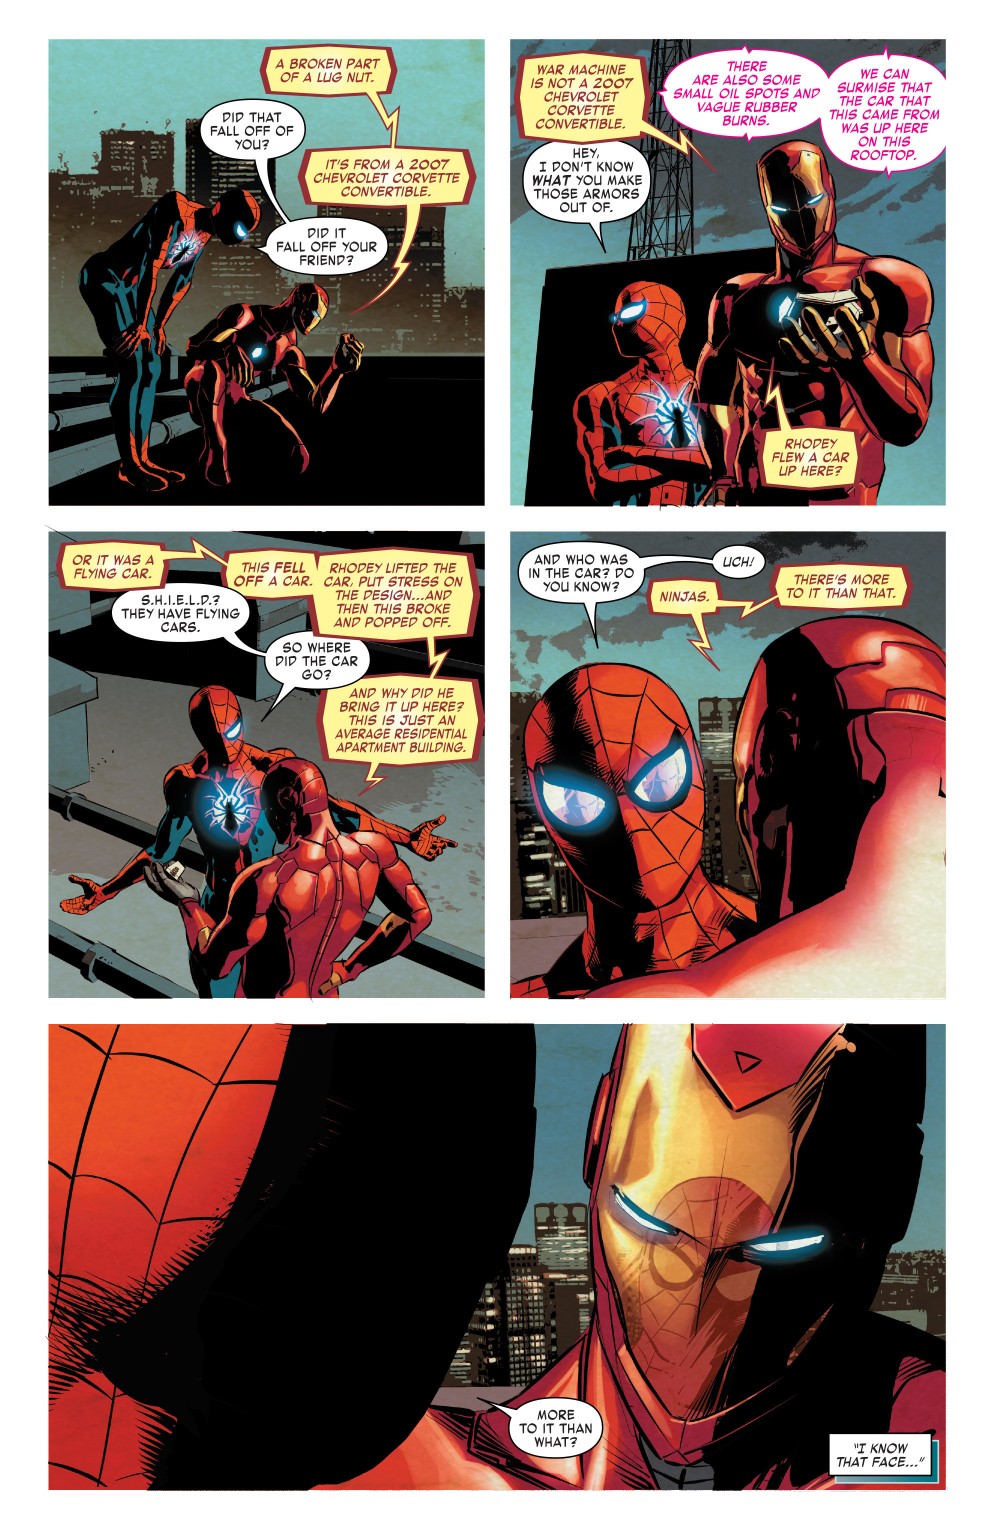 A BROKEN PART
OF A LUG NUT.
DID THAT
FALL OFF OF
YOU?
IT'S FROM A 2007
CHEVROLET CORVETTE
CONVERTIBLE.
DID IT
FALL OFF YOUR
FRIEND?
WAR MACHINE
IS NOT A 2007
CHEVROLET
CORVETTE
CONVERTIBLE.
HEY,
I DON'T KNOW
WHAT YOU MAKE
THOSE ARMORS
OUT OF.
THERE
ARE ALSO SOME
SMALL OIL SPOTS AND
VAGUE RUBBER
BURNS.
WE CAN
SURMISE THAT
THE CAR THAT
THIS CAME FROM
WAS UP HERE
ON THIS
ROOFTOP.
RHODEY
FLEW A CAR
UP HERE?
OR IT WAS A
FLYING CAR.
S.H.I.E.L.D.?
THEY HAVE FLYING
CARS.
THIS FELL
OFF A CAR.
RHODEY LIFTED THE
CAR, PUT STRESS ON
THE DESIGN...AND
THEN THIS BROKE
AND POPPED OFF.
SO WHERE
DID THE CAR
GO?
AND WHY DID HE
BRING IT UP HERE?
THIS IS JUST AN
AVERAGE RESIDENTIAL
APARTMENT BUILDING.
AND WHO WAS
IN THE CAR? DO
YOU KNOW?
UCH!
NINJAS.
THERE'S MORE
TO IT THAN THAT.
MORE
TO IT THAN
WHAT?
"I KNOW
THAT FACE..."